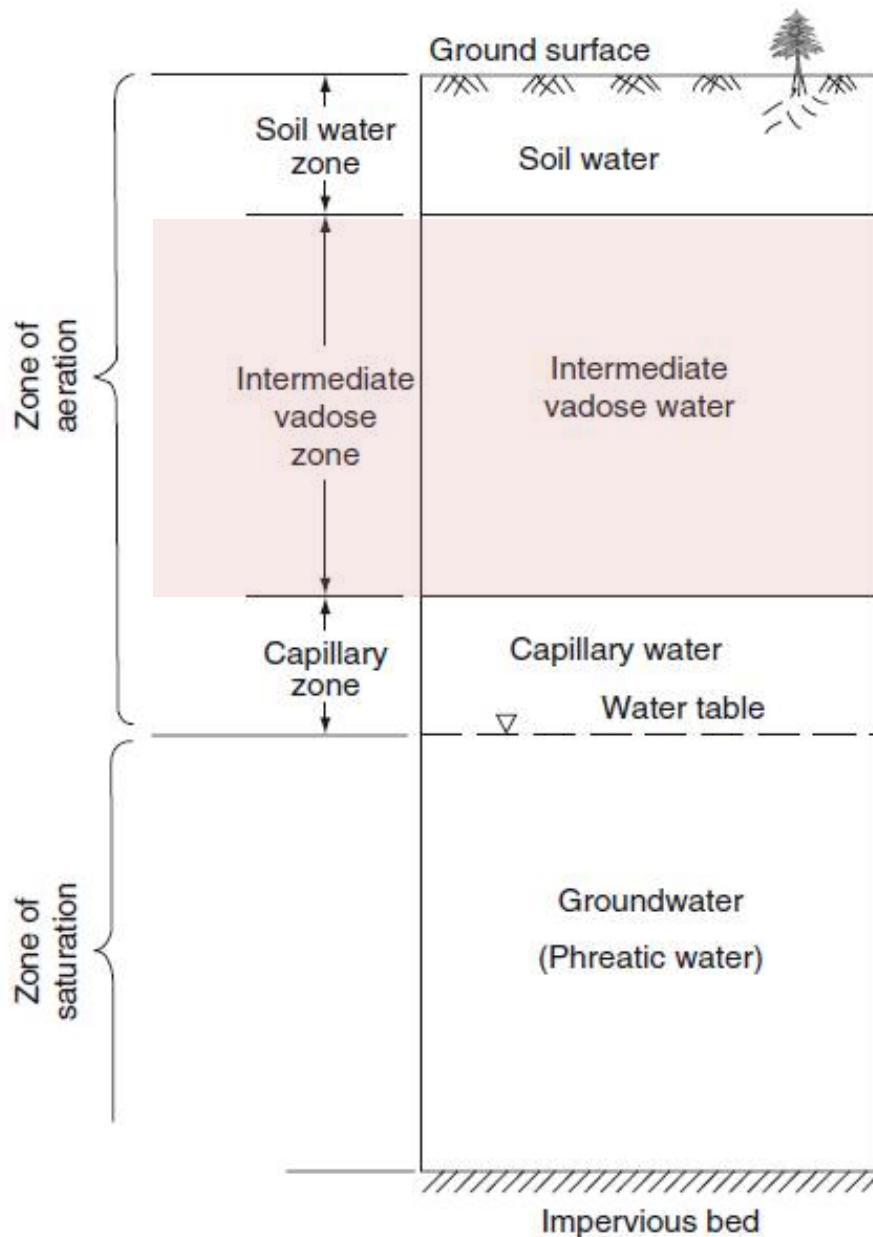 Ground surface
Soil water
zone
Soil water
Zone of
aeration
Intermediate
vadose
zone
Intermediate
vadose water
Capillary
zone
Capillary water
Water table
Zone of
saturation
Groundwater
(Phreatic water)
Impervious bed